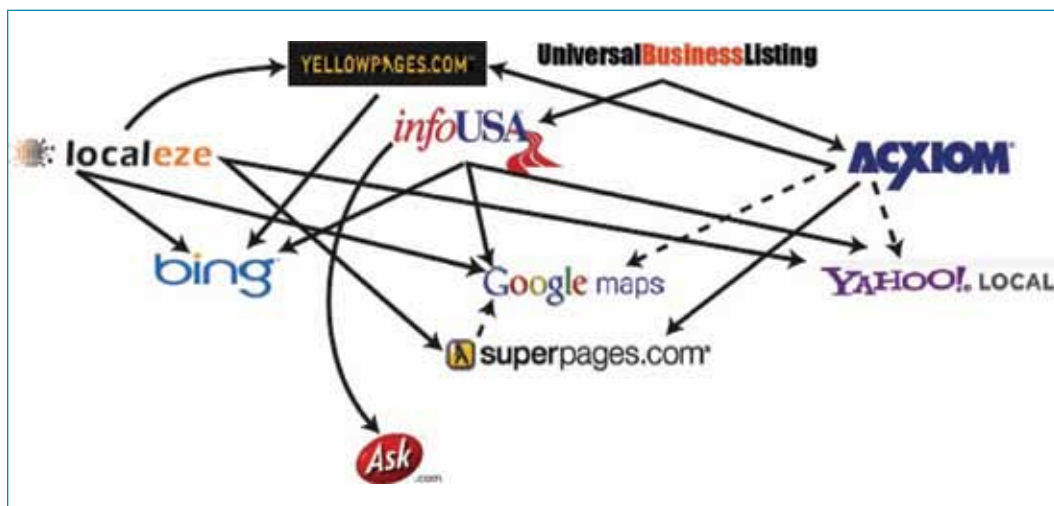 YELLOWPAGES.COM
UniversalBusinessListing
infoUSA
localeze
ACXIOM
bing
Google maps
YAHOO! LOCAL
superpages.com
Ask
.com